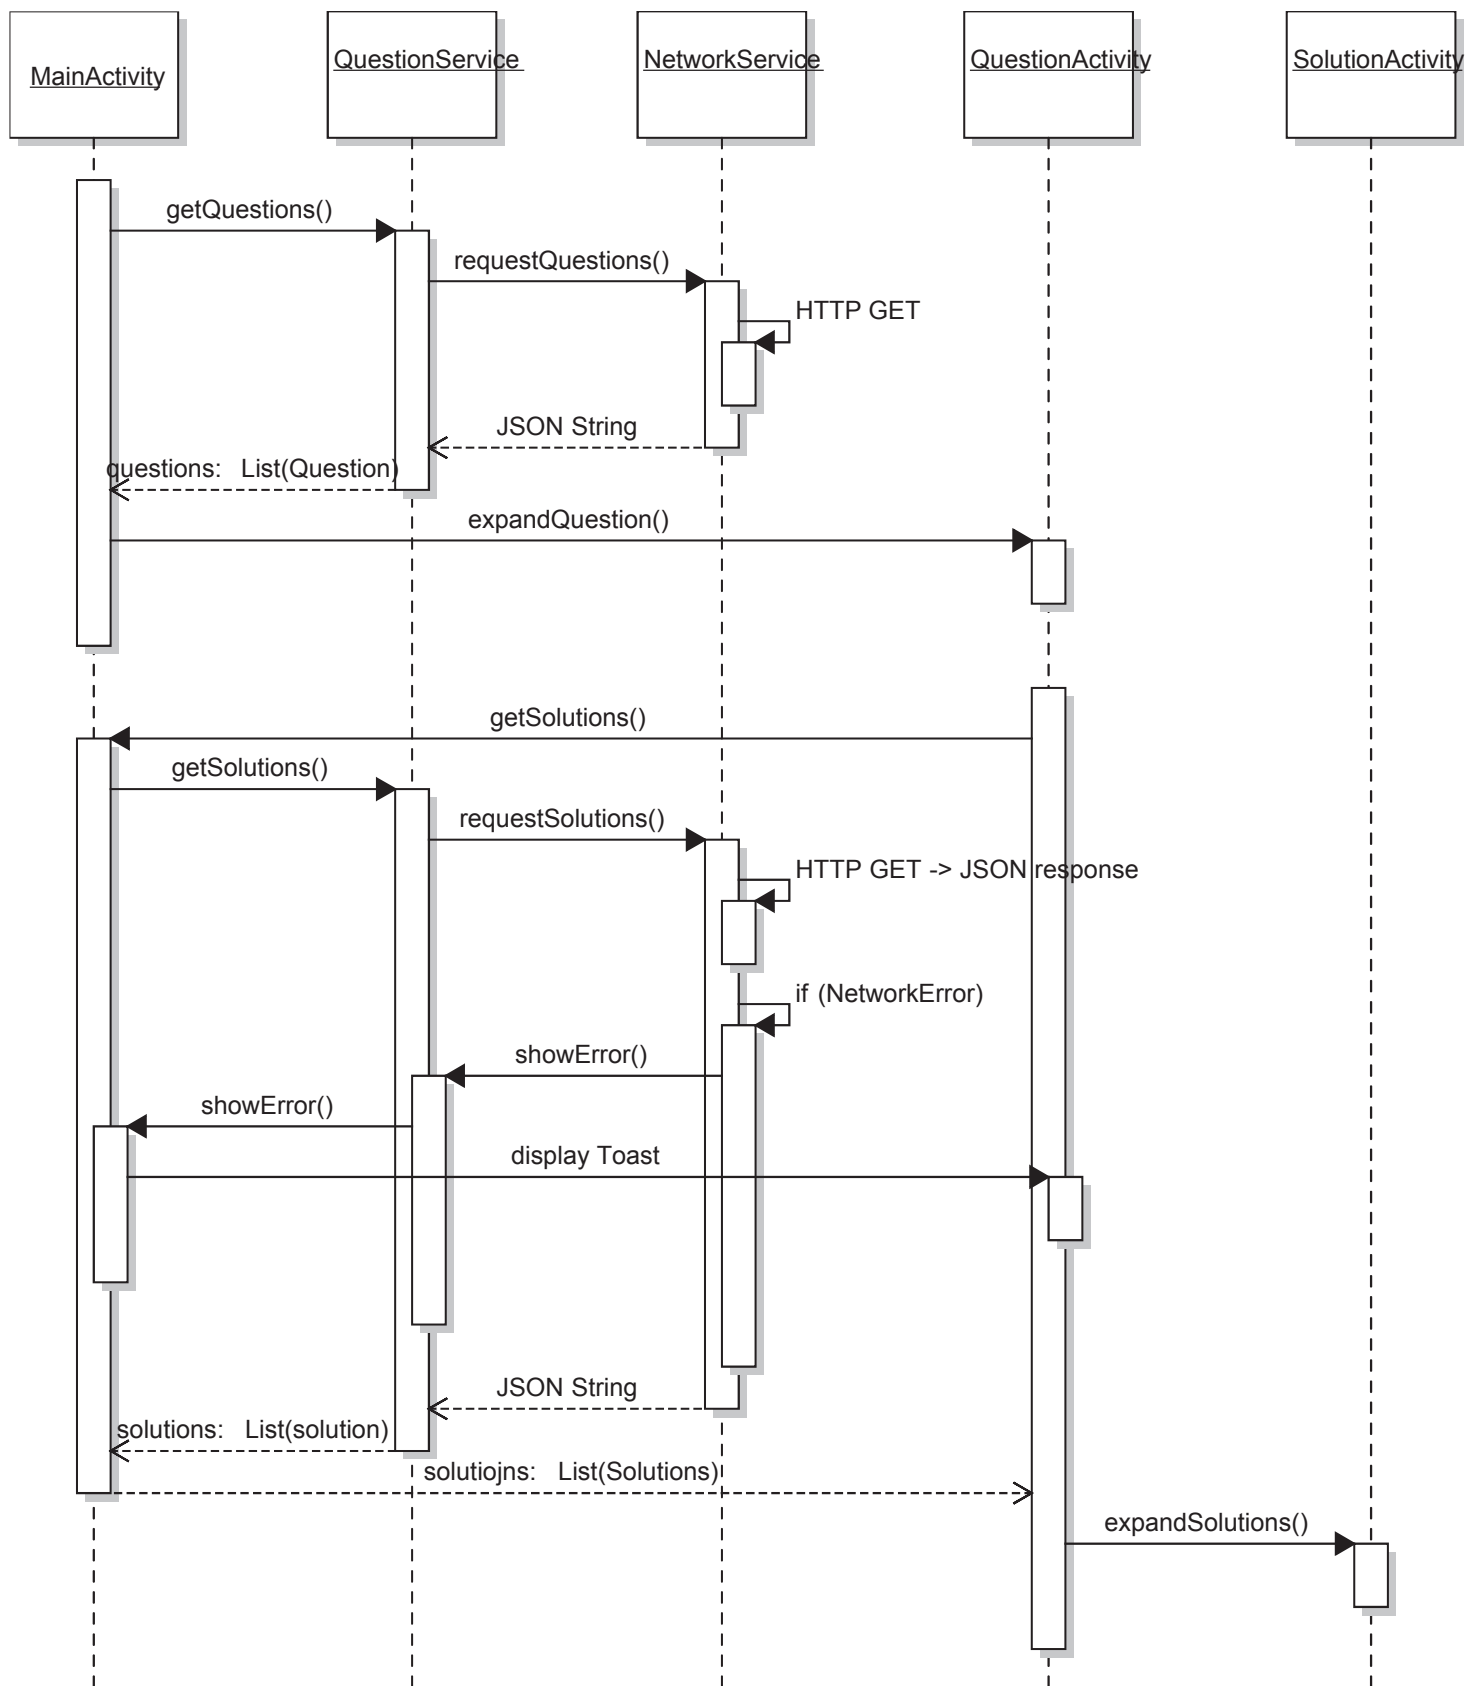 MainActivity
QuestionService
NetworkService
QuestionActivity
SolutionActivity
getQuestions()
requestQuestions()
HTTP GET
JSON String
questions: List(Question)
expandQuestion()
getSolutions()
getSolutions()
requestSolutions()
HTTP GET -> JSON response
if (NetworkError)
showError()
showError()
display Toast
JSON String
solutions: List(solution)
solutiojns: List(Solutions)
expandSolutions()